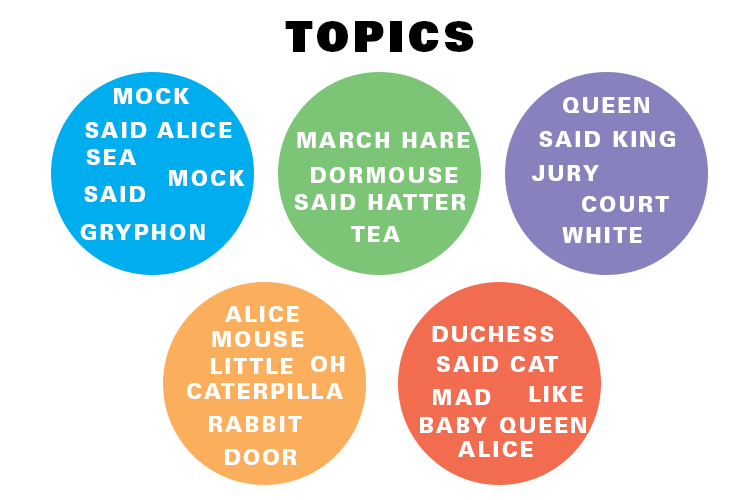 TOPICS
MOCK
SAID ALICE
SEA
MOCK
SAID
GRYPHON
MARCH HARE
DORMOUSE
SAID HATTER
TEA
QUEEN
SAID KING
JURY
COURT
WHITE
ALICE
MOUSE
LITTLE OH
CATERPILLA
RABBIT
DOOR
DUCHESS
SAID CAT
MAD LIKE
BABY QUEEN
ALICE